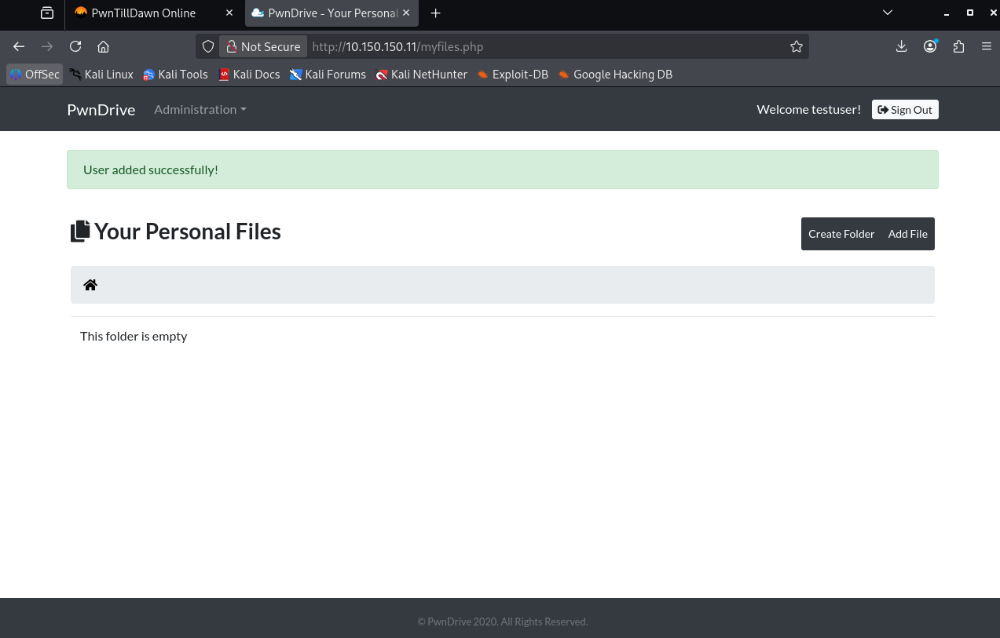 PwnTillDawn Online
PwnDrive - Your Personal
Not Secure http://10.150.150.11/myfiles.php
OffSec Kali Linux Kali Tools Kali Docs Kali Forums Kali NetHunter Exploit-DB Google Hacking DB
PwnDrive Administration Welcome testuser! Sign Out
User added successfully!
Your Personal Files Create Folder Add File
This folder is empty
© PwnDrive 2020. All Rights Reserved.